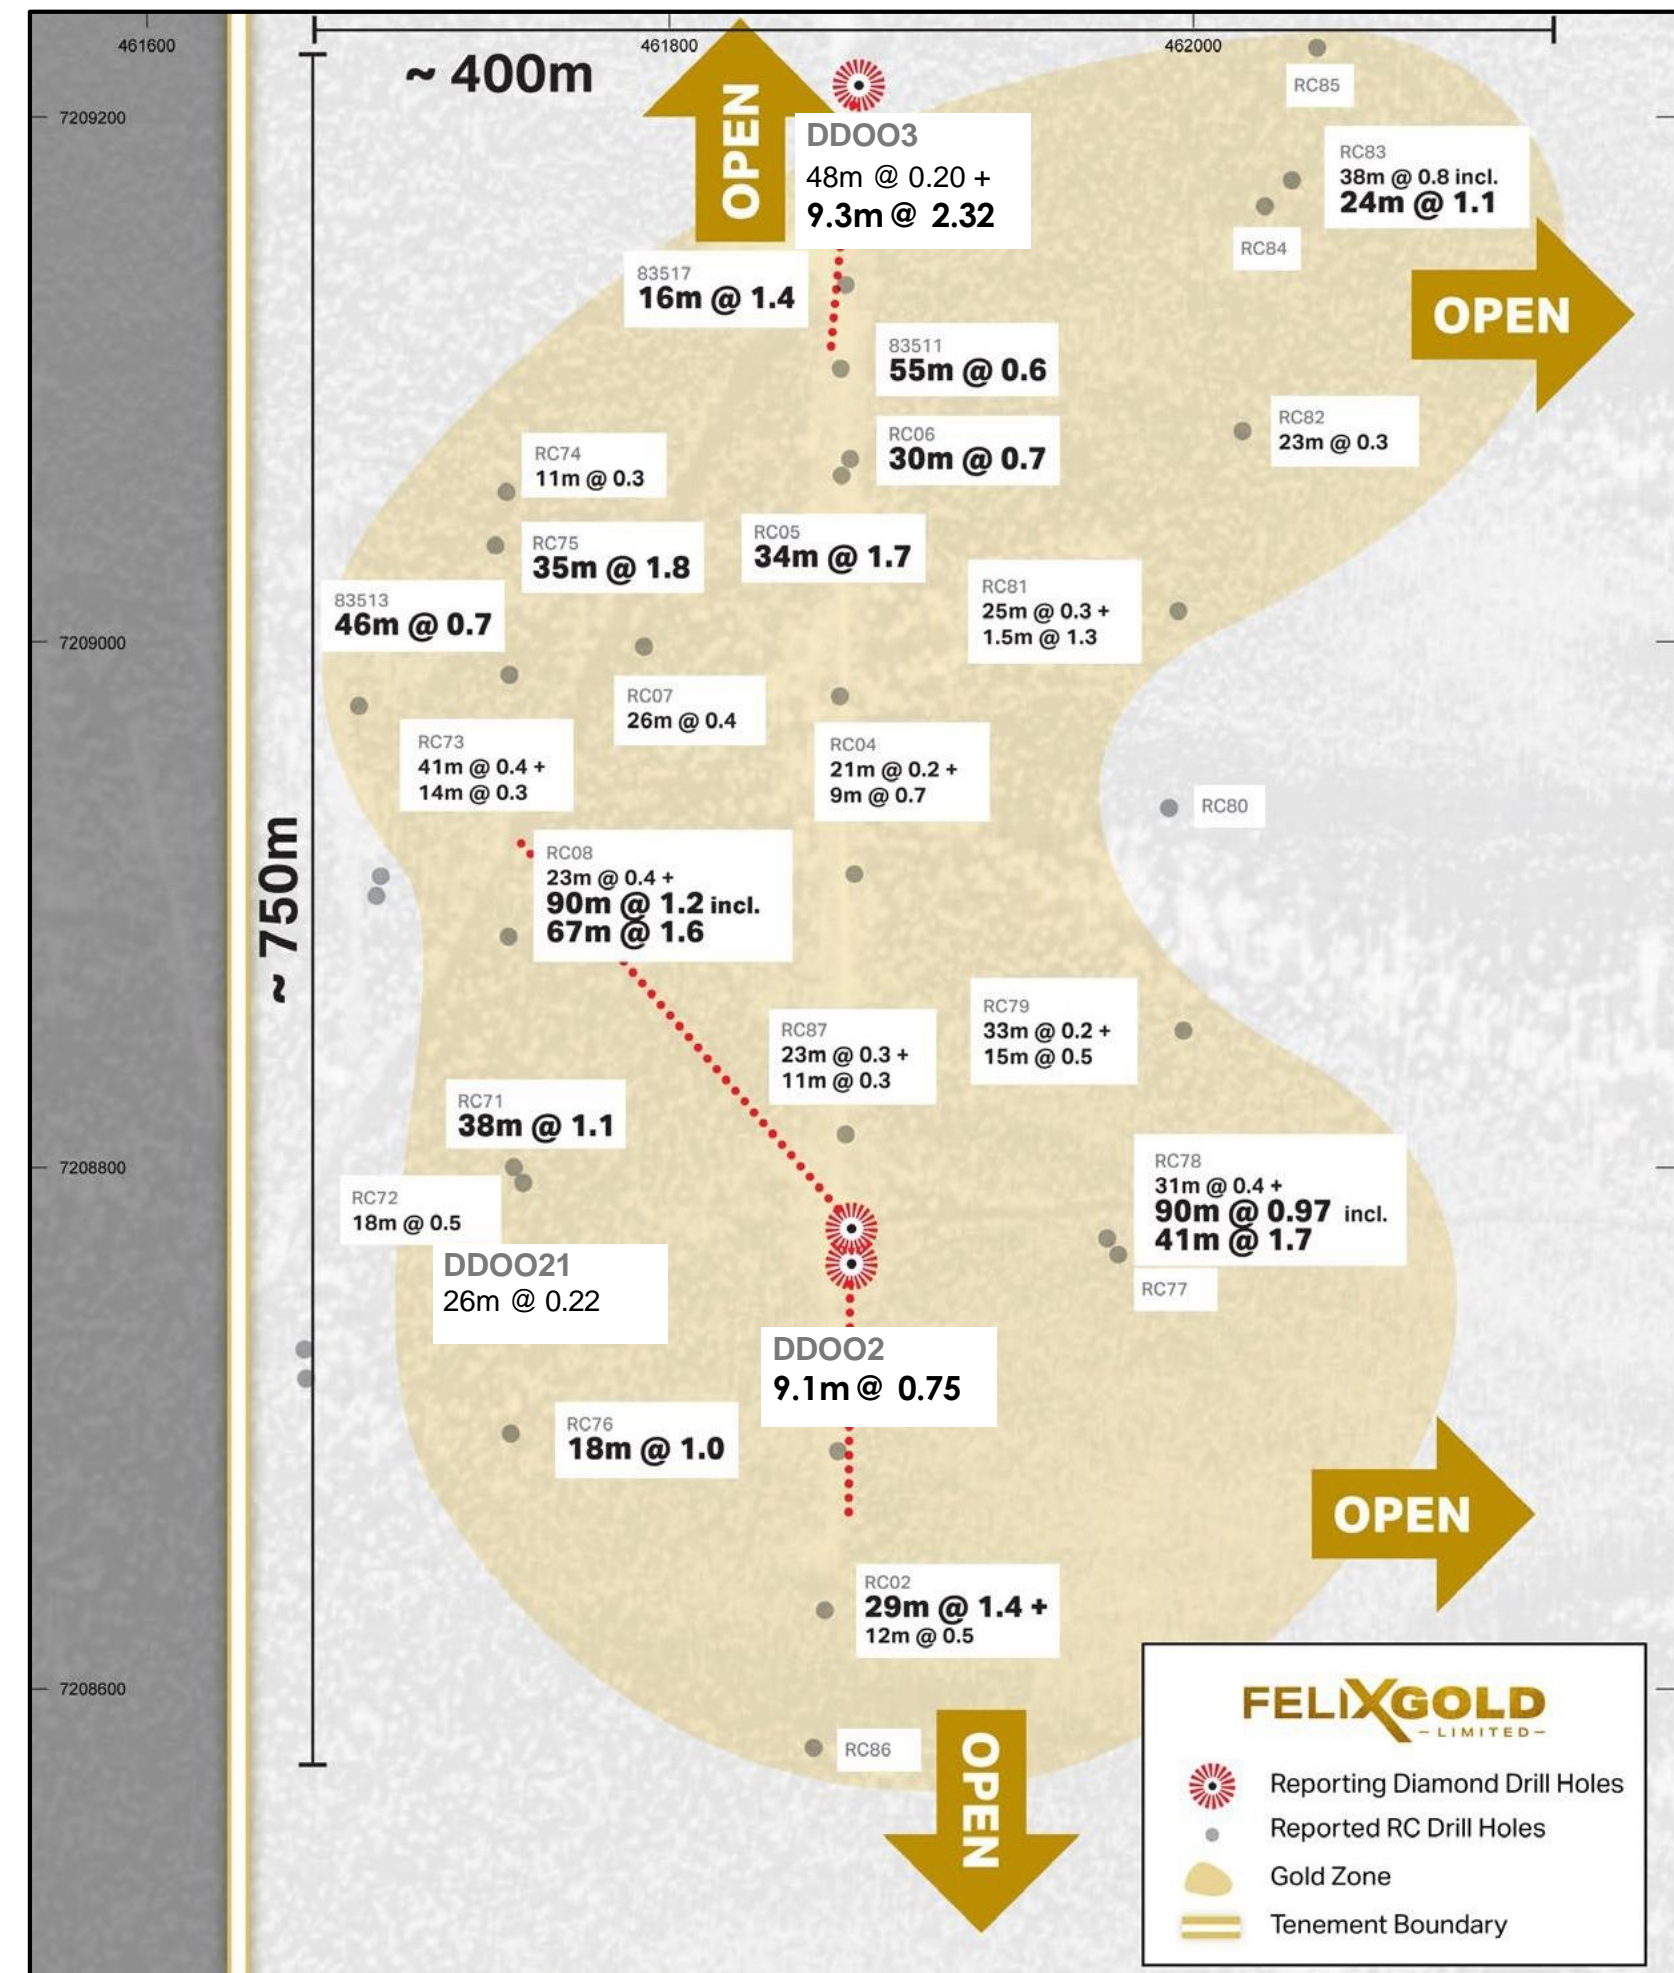 461600
461800
462000
~ 400m
7209200
7209000
7208800
7208600
~ 750m
OPEN
RC85
DDOO3
48m @ 0.20 +
9.3m @ 2.32
RC83
38m @ 0.8 incl.
24m @ 1.1
RC84
83517
16m @ 1.4
OPEN
83511
55m @ 0.6
RC82
23m @ 0.3
RC06
30m @ 0.7
RC74
11m @ 0.3
RC05
34m @ 1.7
RC75
35m @ 1.8
RC81
25m @ 0.3 +
1.5m @ 1.3
83513
46m @ 0.7
RC07
26m @ 0.4
RC73
41m @ 0.4 +
14m @ 0.3
RC04
21m @ 0.2 +
9m @ 0.7
RC80
RC08
23m @ 0.4 +
90m @ 1.2 incl.
67m @ 1.6
RC79
33m @ 0.2 +
15m @ 0.5
RC87
23m @ 0.3 +
11m @ 0.3
RC71
38m @ 1.1
RC78
31m @ 0.4 +
90m @ 0.97 incl.
41m @ 1.7
RC72
18m @ 0.5
DDOO21
26m @ 0.22
RC77
DDOO2
9.1m @ 0.75
RC76
18m @ 1.0
OPEN
RC02
29m @ 1.4 +
12m @ 0.5
RC86
OPEN
FELIXGOLD
LIMITED
Reporting Diamond Drill Holes
Reported RC Drill Holes
Gold Zone
Tenement Boundary